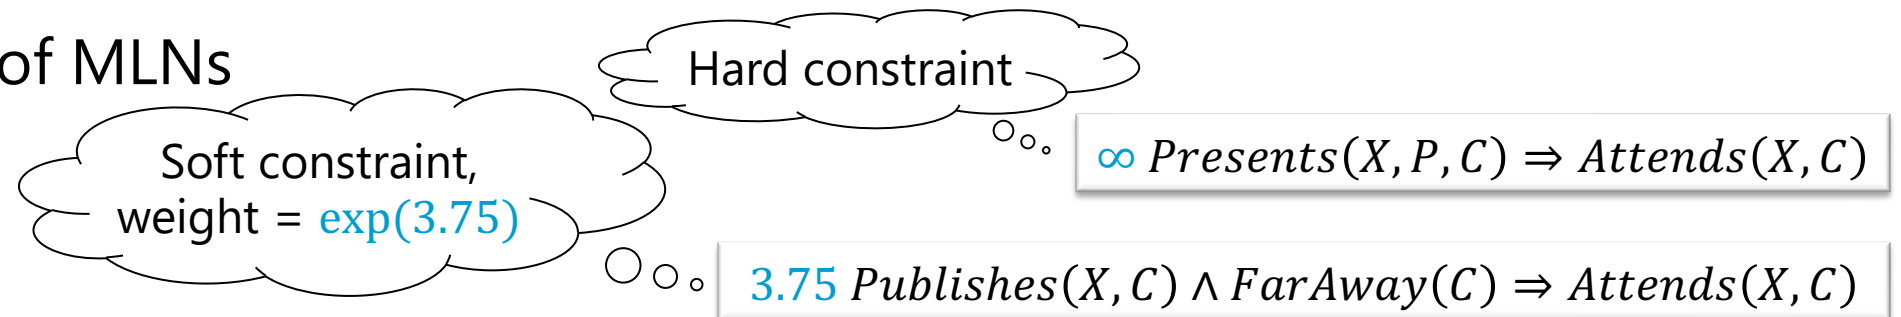 of MLNs
Hard constraint
Soft constraint,
weight = exp(3.75)
∞ Presents(X, P, C) ⇒ Attends(X, C)
3.75 Publishes(X, C) ∧ FarAway(C) ⇒ Attends(X, C)